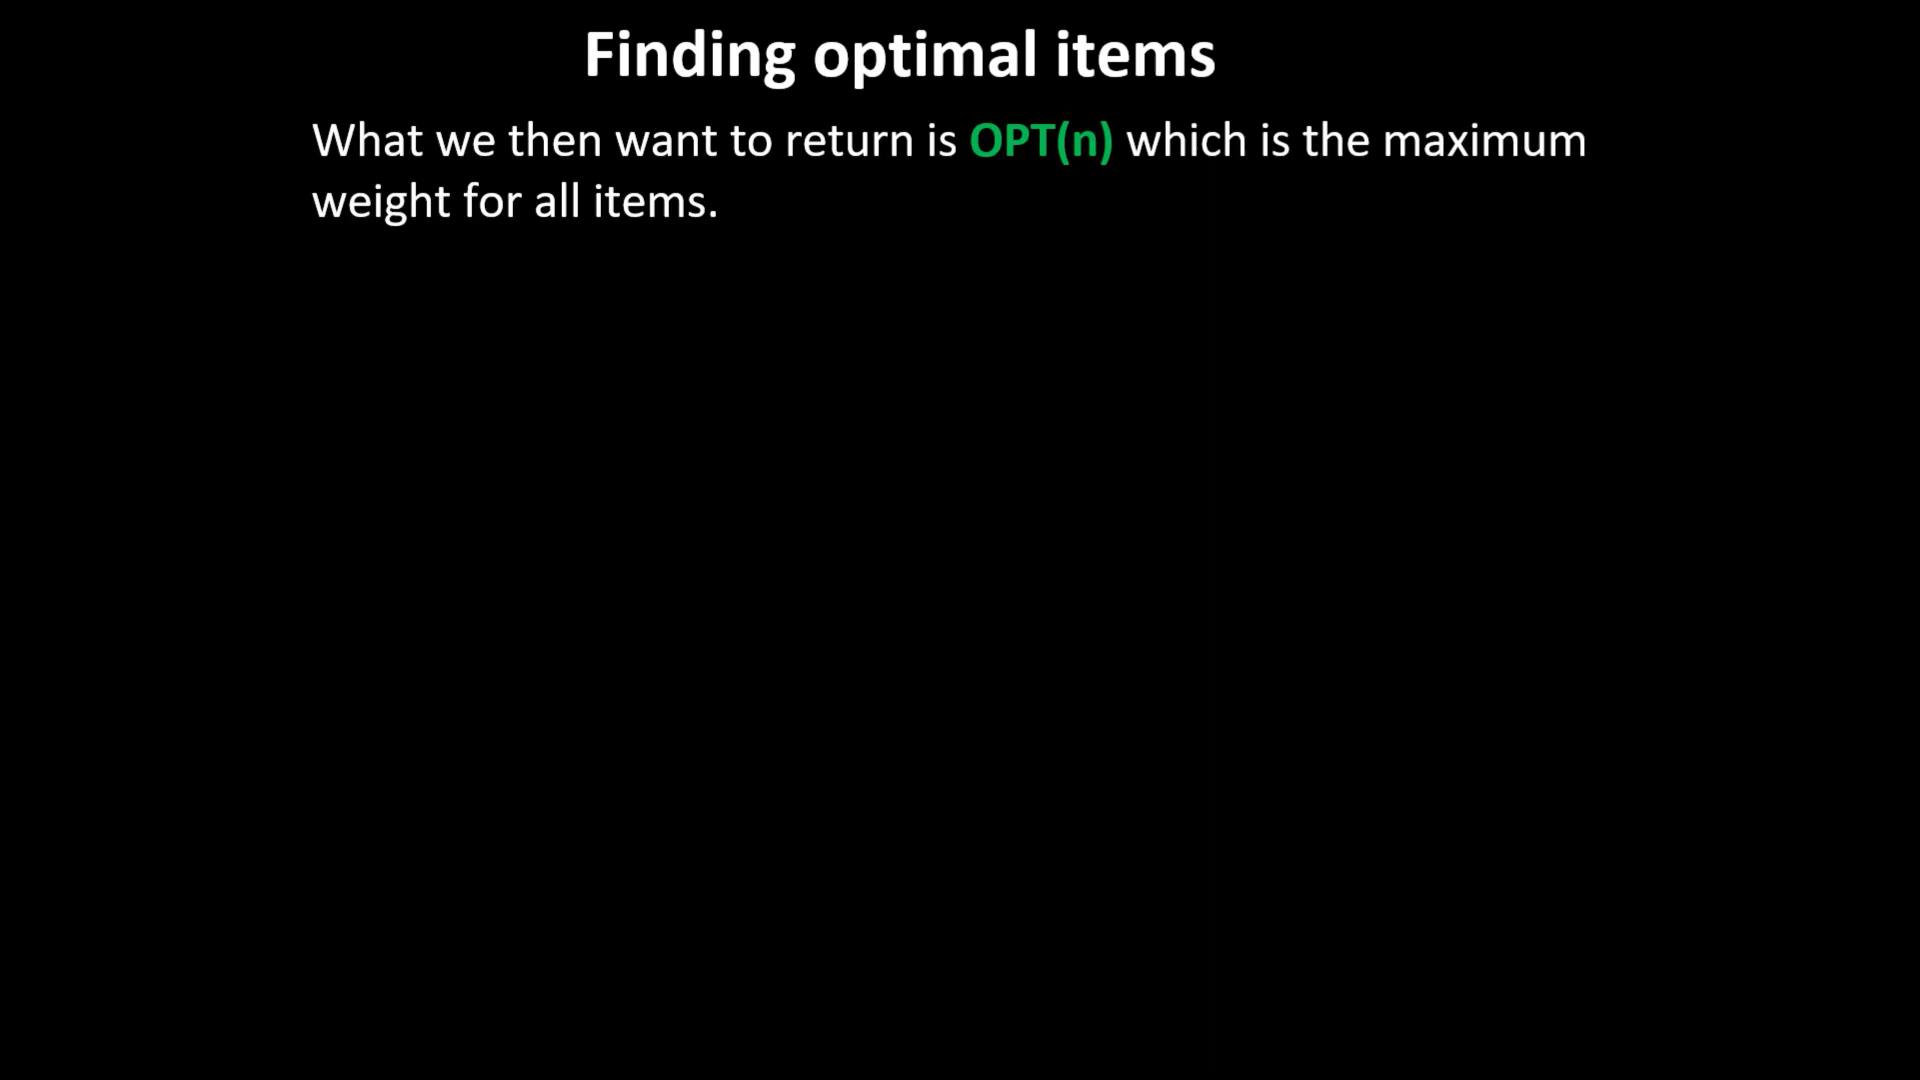 Finding optimal items
What we then want to return is OPT(n) which is the maximum
weight for all items.